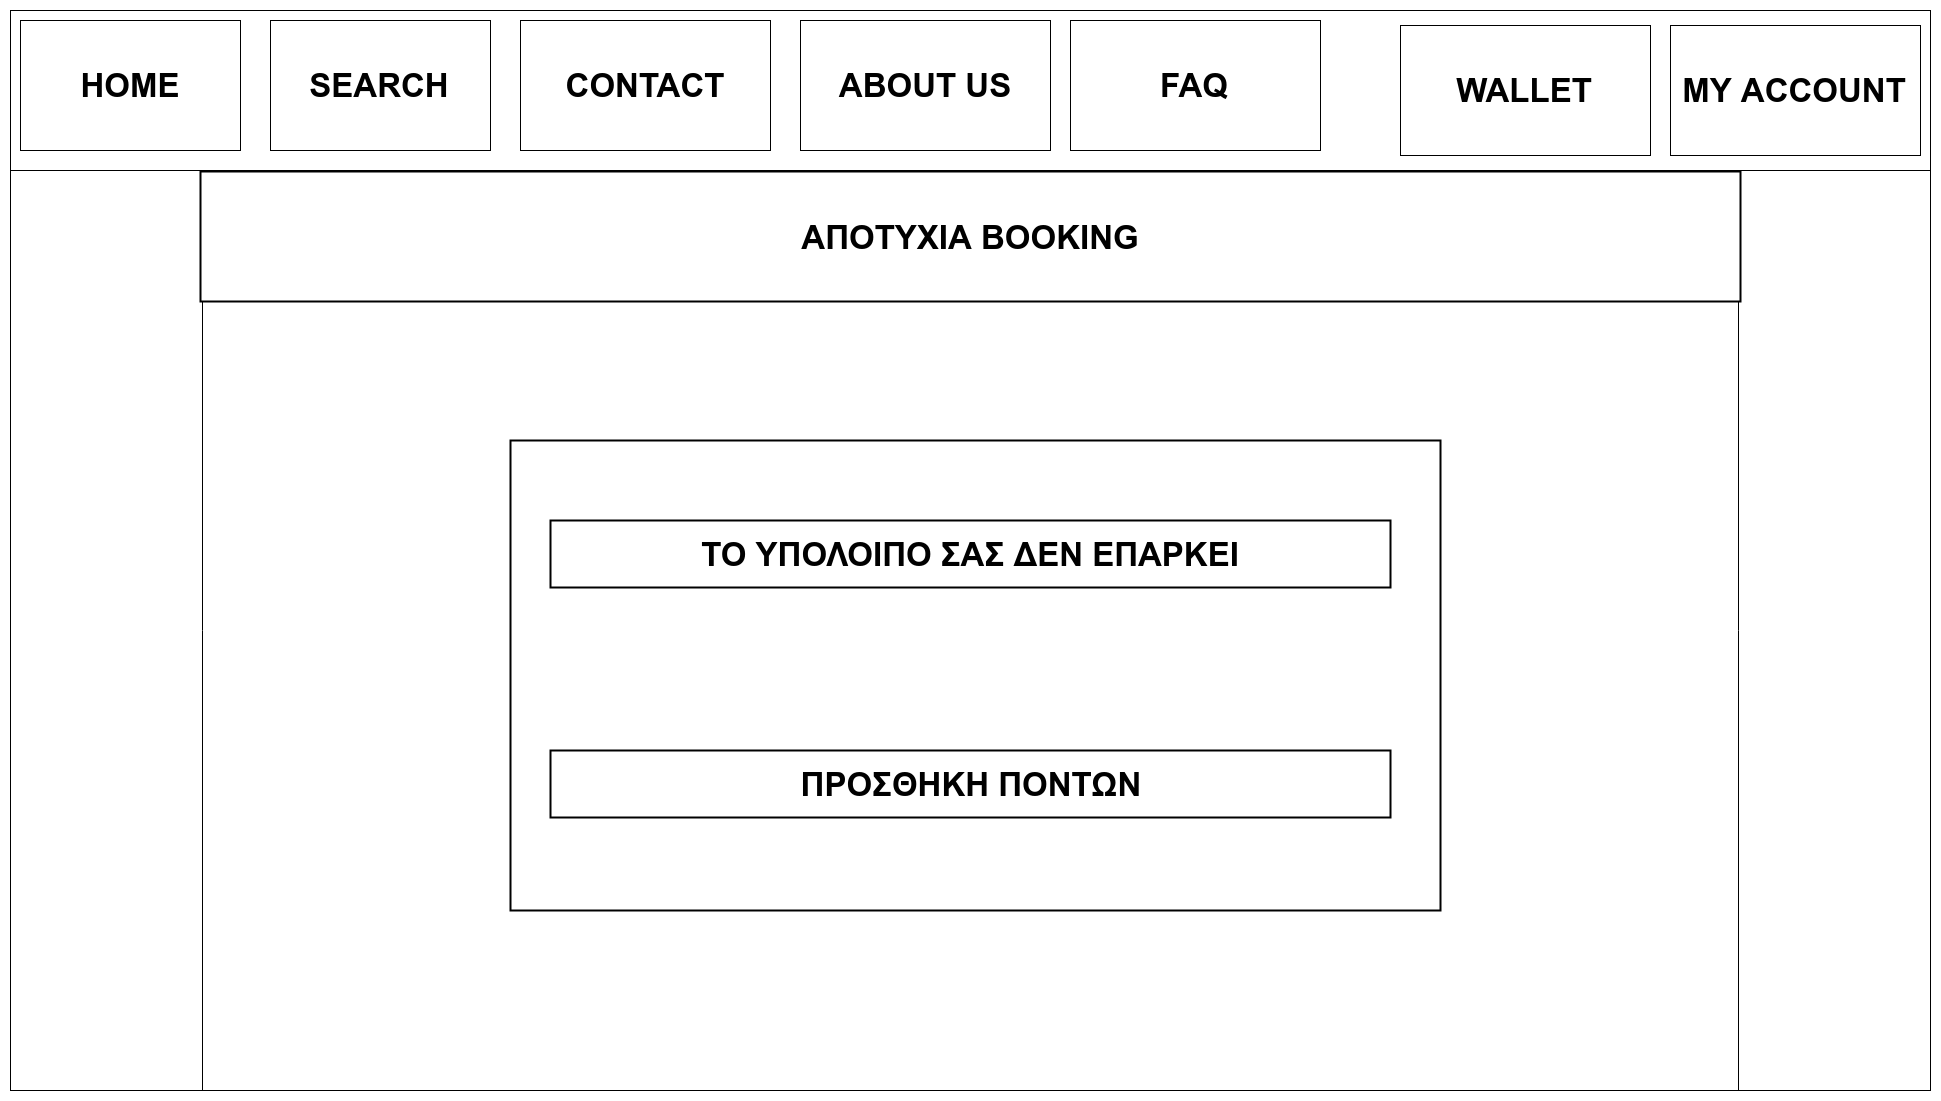 HOME
SEARCH
CONTACT
ABOUT US
FAQ
WALLET
MY ACCOUNT
ΑΠΟΤΥΧΙΑ BOOKING
ΤΟ ΥΠΟΛΟΙΠΟ ΣΑΣ ΔΕΝ ΕΠΑΡΚΕΙ
ΠΡΟΣΘΗΚΗ ΠΟΝΤΩΝ